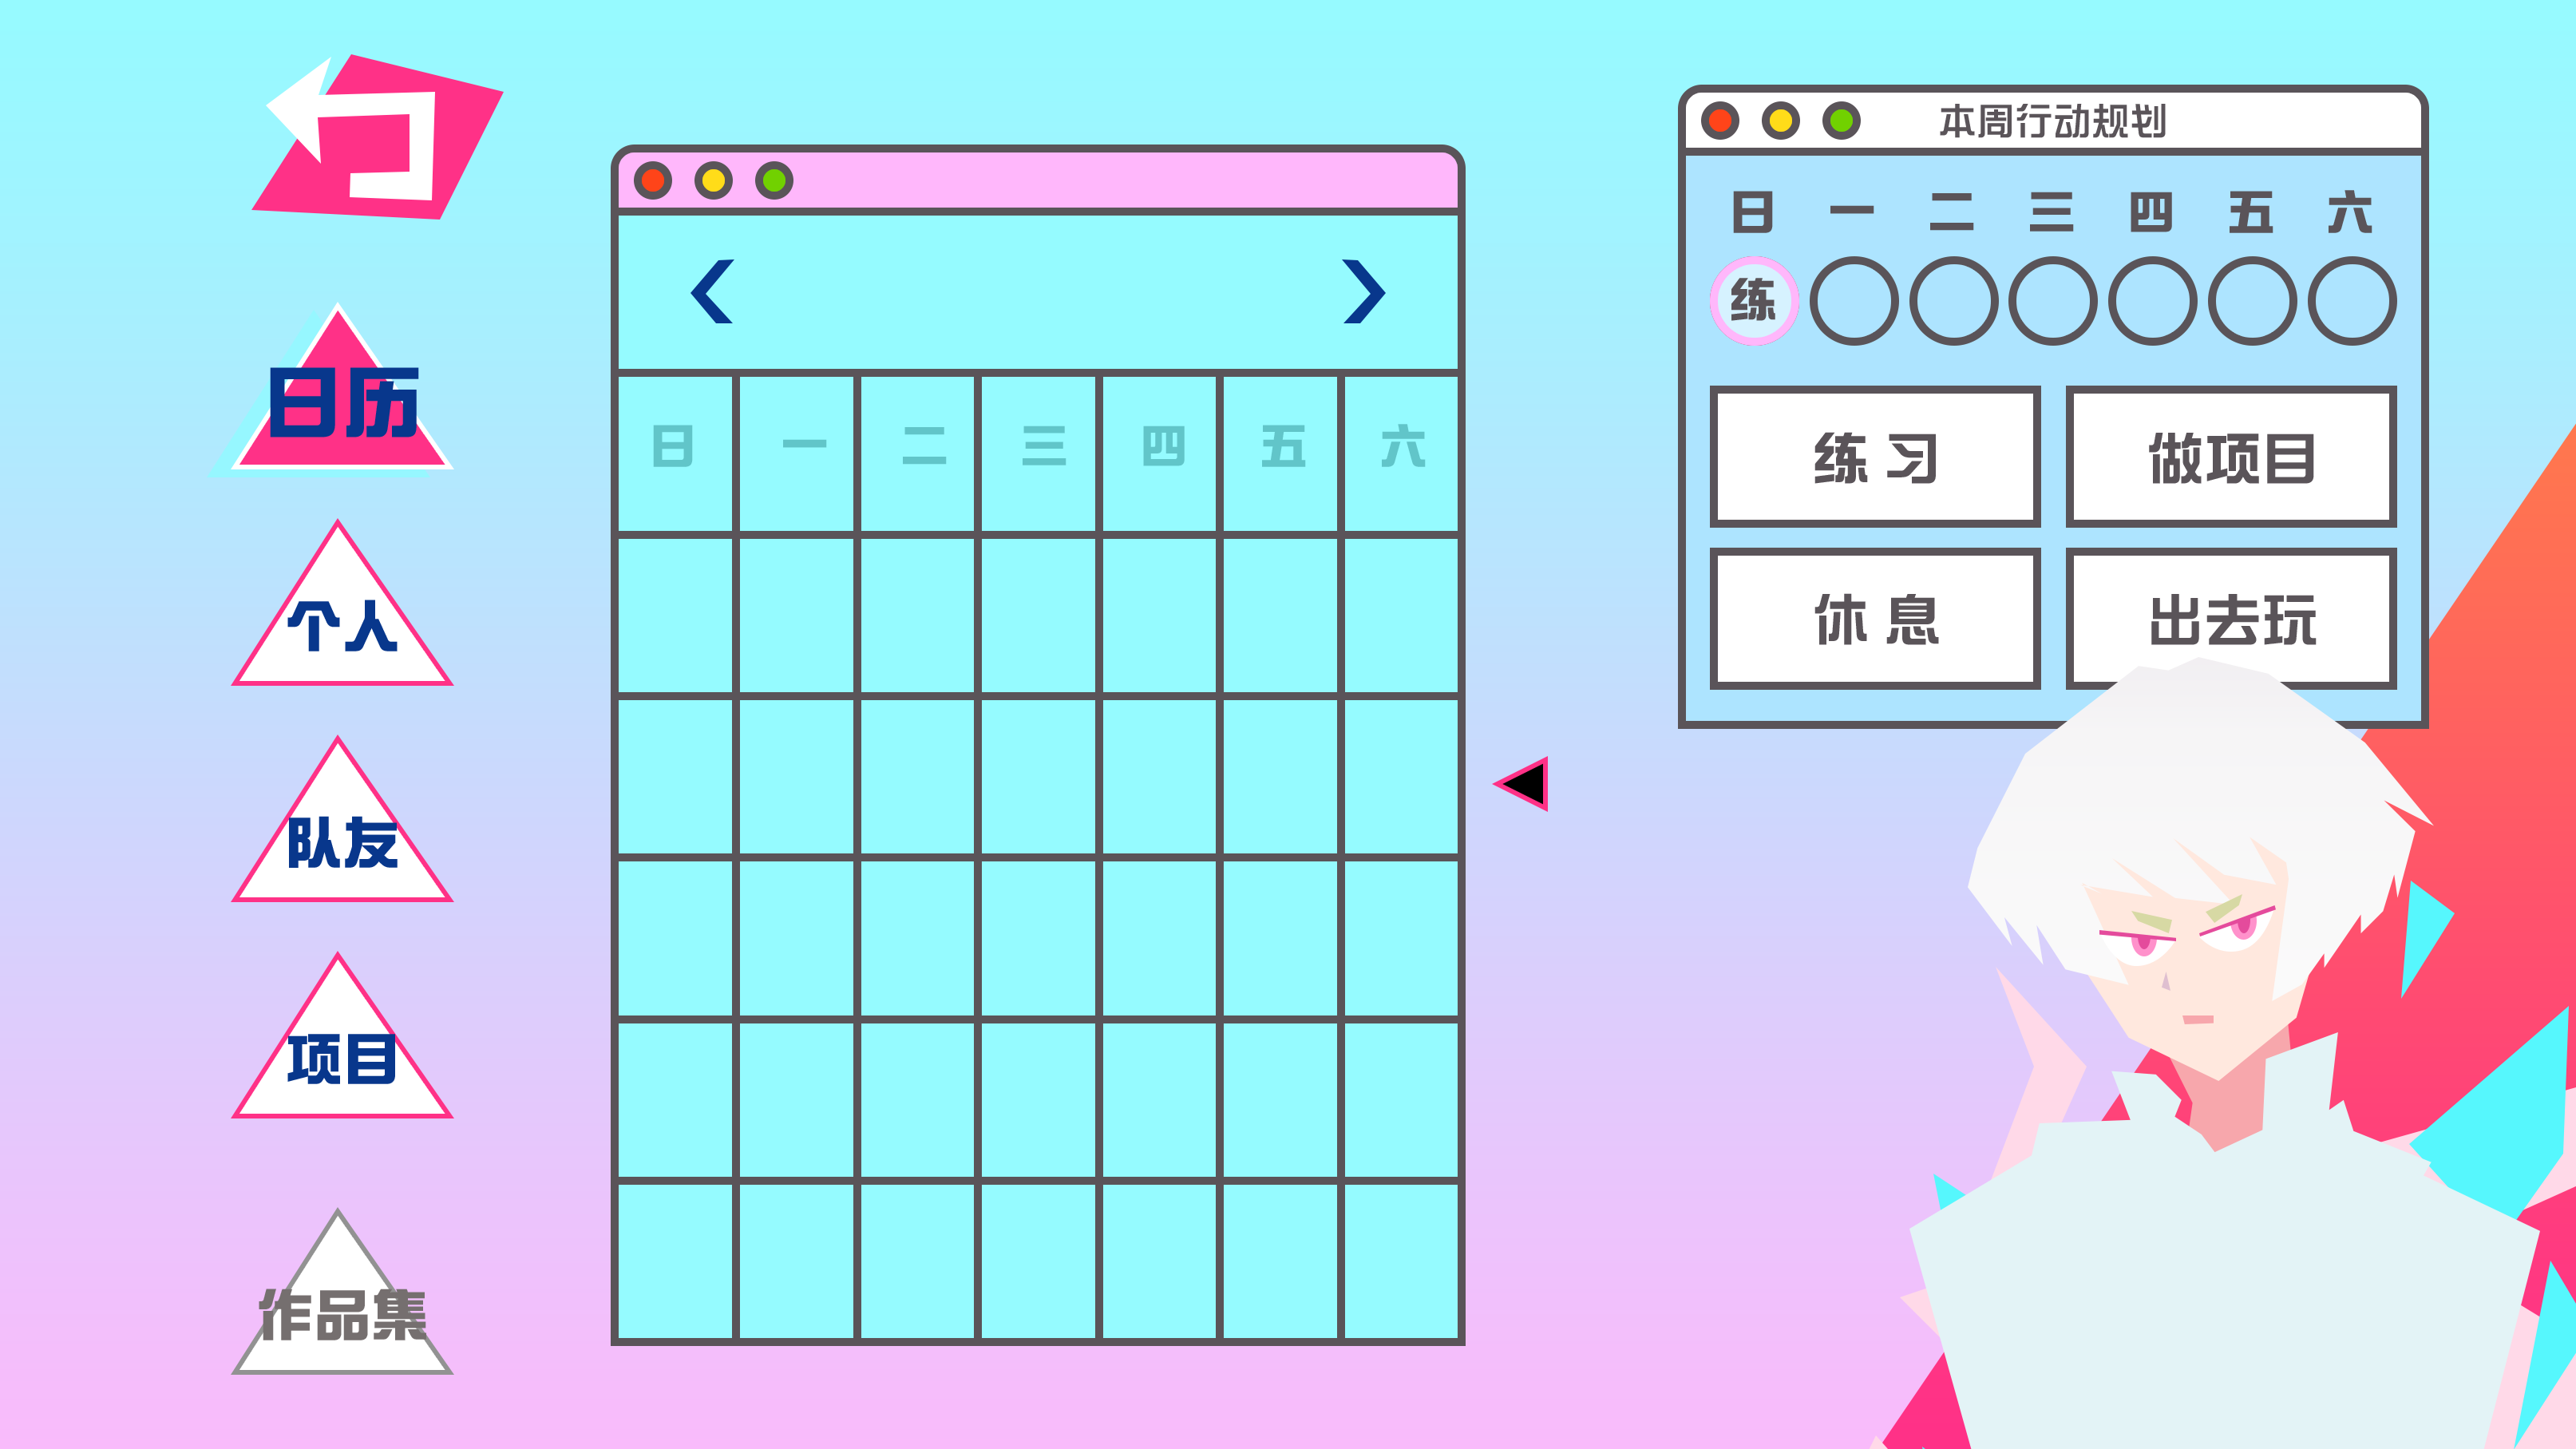 日历
个人
队友
项目
作品集
日 一 二 三 四 五 六
本周行动规划
日 一 二 三 四 五 六
练
练习
做项目
休息
出去玩